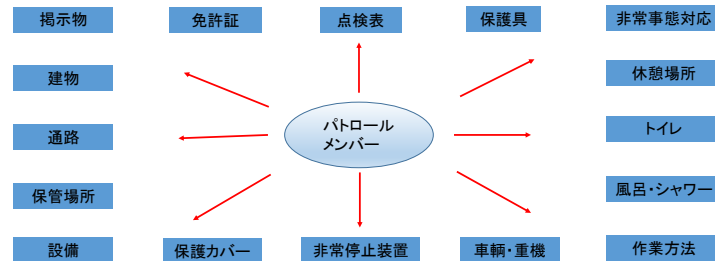 掲示物
免許証
点検表
保護具
非常事態対応
建物
休憩場所
通路
パトロール
メンバー
トイレ
保管場所
風呂・シャワー
設備
保護カバー
非常停止装置
車輌・重機
作業方法